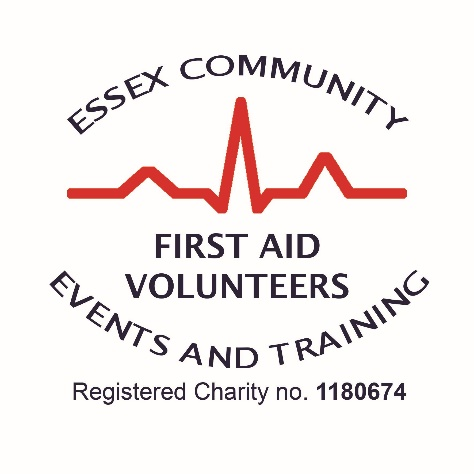 ESSEX COMMUNITY
FIRST AID
VOLUNTEERS
EVENTS AND TRAINING
Registered Charity no. 1180674